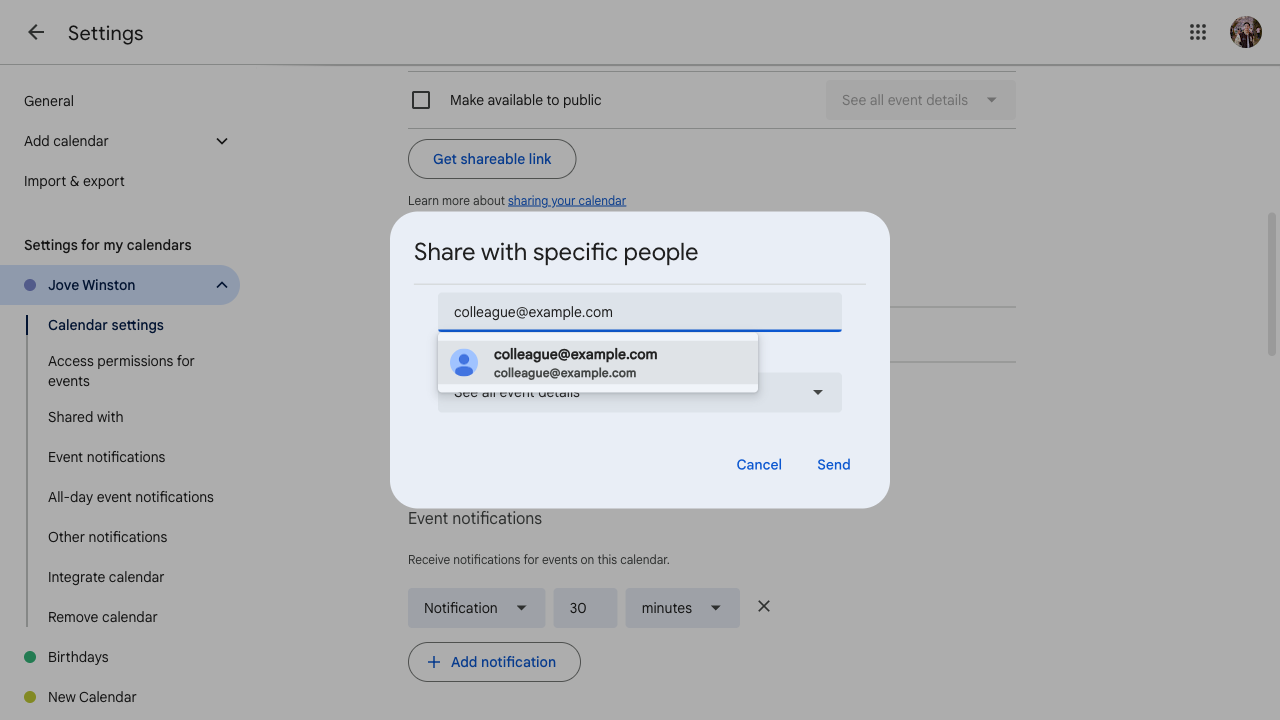 Settings
General
Add calendar
Import & export
Settings for my calendars
Jove Winston
Calendar settings
Access permissions for
events
Shared with
Event notifications
All-day event notifications
Other notifications
Integrate calendar
Remove calendar
Birthdays
New Calendar
Make available to public
See all event details
Get shareable link
Learn more about sharing your calendar
Share with specific people
colleague@example.com
colleague@example.com
colleague@example.com
See all event details
Cancel
Send
Event notifications
Receive notifications for events on this calendar.
Notification
30
minutes
Add notification